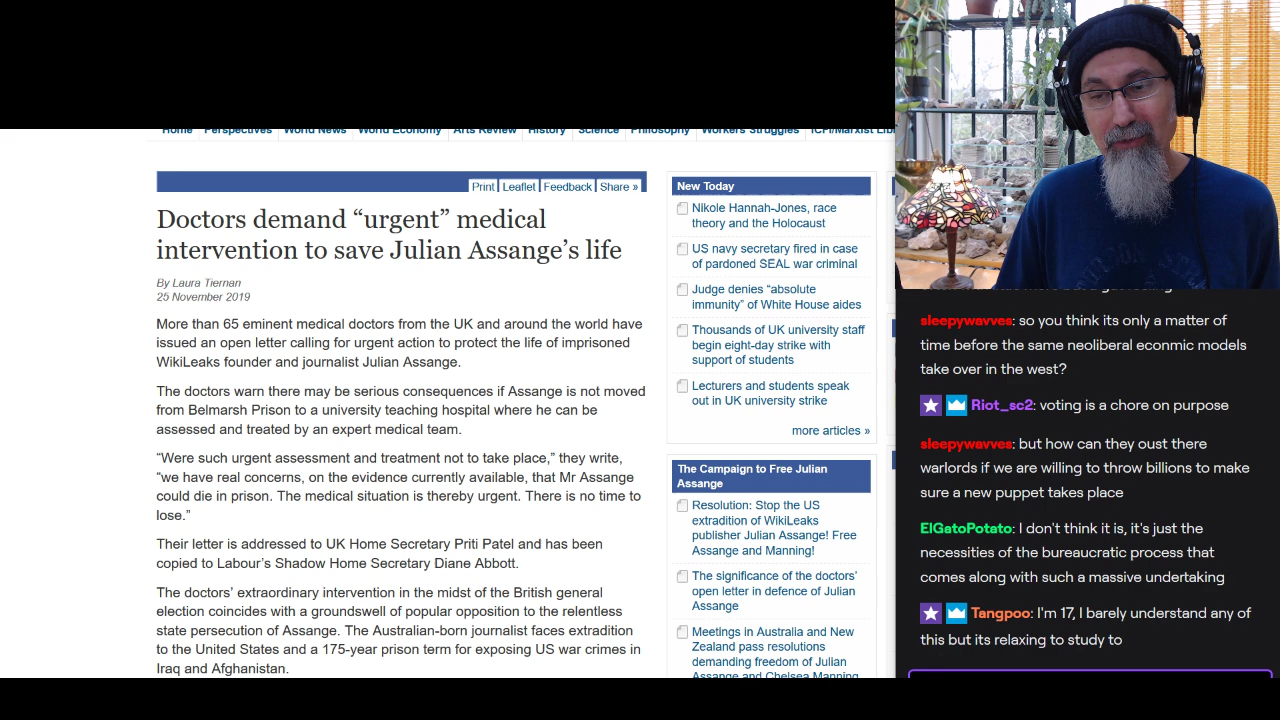 Home Perspectives World News World Economy Arts Review History Science Philosophy Workers Struggles ICFI/Marxist Libr
Print Leaflet Feedback Share »
Doctors demand “urgent” medical
intervention to save Julian Assange’s life
By Laura Tiernan
25 November 2019
More than 65 eminent medical doctors from the UK and around the world have
issued an open letter calling for urgent action to protect the life of imprisoned
WikiLeaks founder and journalist Julian Assange.
The doctors warn there may be serious consequences if Assange is not moved
from Belmarsh Prison to a university teaching hospital where he can be
assessed and treated by an expert medical team.
“Were such urgent assessment and treatment not to take place,” they write,
“we have real concerns, on the evidence currently available, that Mr Assange
could die in prison. The medical situation is thereby urgent. There is no time to
lose.”
Their letter is addressed to UK Home Secretary Priti Patel and has been
copied to Labour’s Shadow Home Secretary Diane Abbott.
The doctors’ extraordinary intervention in the midst of the British general
election coincides with a groundswell of popular opposition to the relentless
state persecution of Assange. The Australian-born journalist faces extradition
to the United States and a 175-year prison term for exposing US war crimes in
Iraq and Afghanistan.
New Today
Nikole Hannah-Jones, race
theory and the Holocaust
US navy secretary fired in case
of pardoned SEAL war criminal
Judge denies “absolute
immunity” of White House aides
Thousands of UK university staff
begin eight-day strike with
support of students
Lecturers and students speak
out in UK university strike
more articles »
The Campaign to Free Julian
Assange
Resolution: Stop the US
extradition of WikiLeaks
publisher Julian Assange! Free
Assange and Manning!
The significance of the doctors’
open letter in defence of Julian
Assange
Meetings in Australia and New
Zealand pass resolutions
demanding freedom of Julian
Assange and Chelsea Manning
sleepywavves: so you think its only a matter of
time before the same neoliberal econmic models
take over in the west?
Riot_sc2: voting is a chore on purpose
sleepywavves: but how can they oust there
warlords if we are willing to throw billions to make
sure a new puppet takes place
ElGatoPotato: I don't think it is, it's just the
necessities of the bureaucratic process that
comes along with such a massive undertaking
Tangpoo: I'm 17, I barely understand any of
this but its relaxing to study to